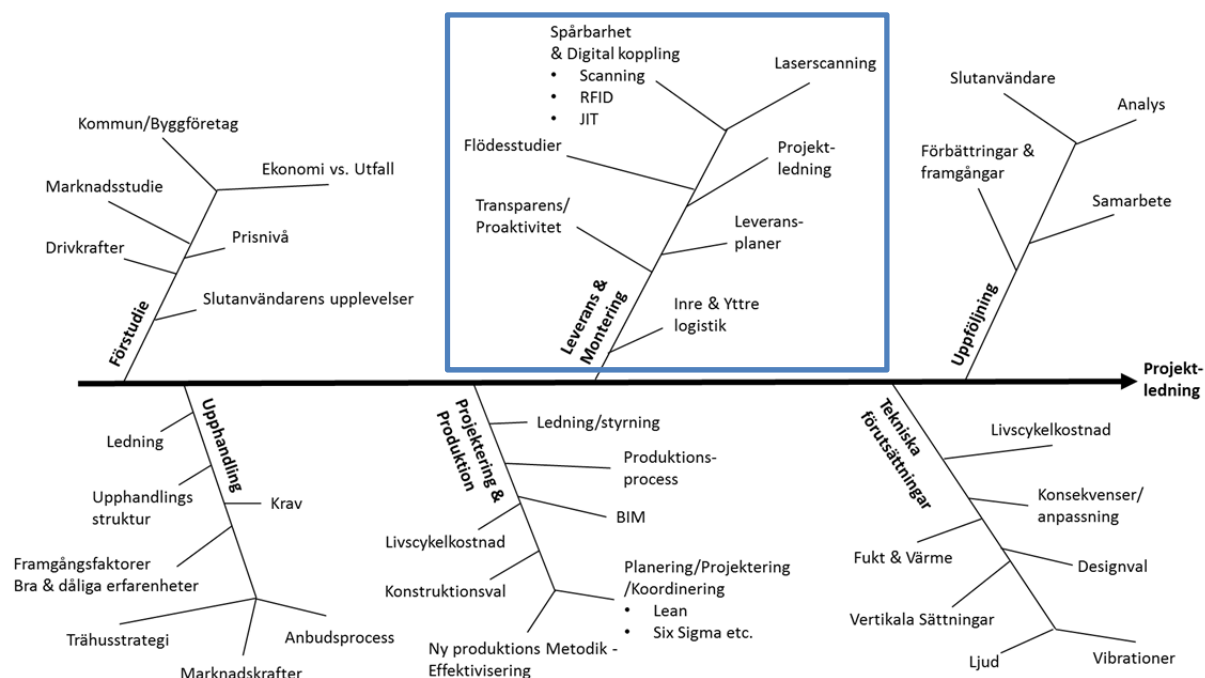 Spårbarhet
& Digital koppling
• Scanning
• RFID
• JIT
Laserscanning
Flödesstudier
Projekt-
ledning
Transparens/
Proaktivitet
Leverans-
planer
Inre & Yttre
logistik
Leverans &
Montering
Kommun/Byggföretag
Ekonomi vs. Utfall
Marknadsstudie
Prisnivå
Drivkrafter
Slutanvändarens upplevelser
Förstudie
Slutanvändare
Analys
Förbättringar &
framgångar
Samarbete
Uppföljning
Projekt-
ledning
Upphandling
Ledning
Upphandlings
struktur
Krav
Framgångsfaktorer
Bra & dåliga erfarenheter
Trähusstrategi
Anbudsprocess
Marknadskrafter
Projektering &
Produktion
Ledning/styrning
Produktions-
process
BIM
Livscykelkostnad
Konstruktionsval
Planering/Projektering
/Koordinering
• Lean
• Six Sigma etc.
Ny produktions Metodik -
Effektivisering
Tekniska
förutsättningar
Livscykelkostnad
Konsekvenser/
anpassning
Fukt & Värme
Designval
Vertikala Sättningar
Ljud
Vibrationer